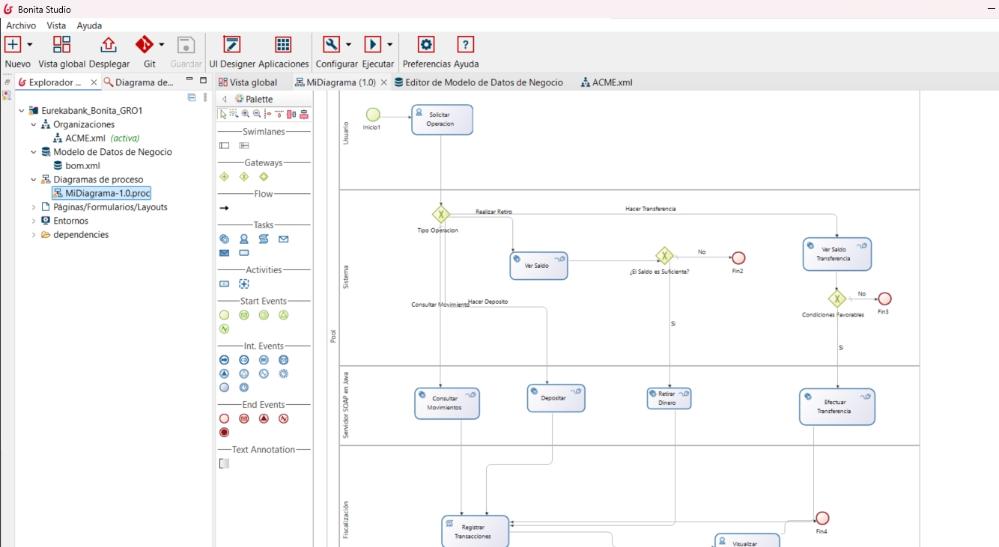 Bonita Studio
Archivo Vista Ayuda
Nuevo Vista global Desplegar Git Guardar UI Designer Aplicaciones Configurar Ejecutar Preferencias Ayuda
Explorador ... Diagrama de...
Vista global MiDiagrama (1.0) Editor de Modelo de Datos de Negocio ACME.xml
Eurekabank_Bonita_GRO1
Organizaciones
ACME.xml (activa)
Modelo de Datos de Negocio
bom.xml
Diagramas de proceso
MiDiagrama-1.0.proc
Páginas/Formularios/Layouts
Entornos
dependencies
Palette
Swimlanes
Gateways
Flow
Tasks
Activities
Start Events
Int. Events
End Events
Text Annotation
Pool
Usuario
Inicio1
Solicitar
Operacion
Sistema
Tipo Operacion
Realizar Retiro
Hacer Transferencia
Ver Saldo
¿El Saldo es Suficiente?
No
Fin2
Ver Saldo
Transferencia
Condiciones Favorables
No
Fin3
Consultar Movimiento
Hacer Deposito
Si
Si
Servidor SOAP en Java
Consultar
Movimientos
Depositar
Retirar
Dinero
Efectuar
Transferencia
Fiscalización
Registrar
Transacciones
Visualizar
Fin4